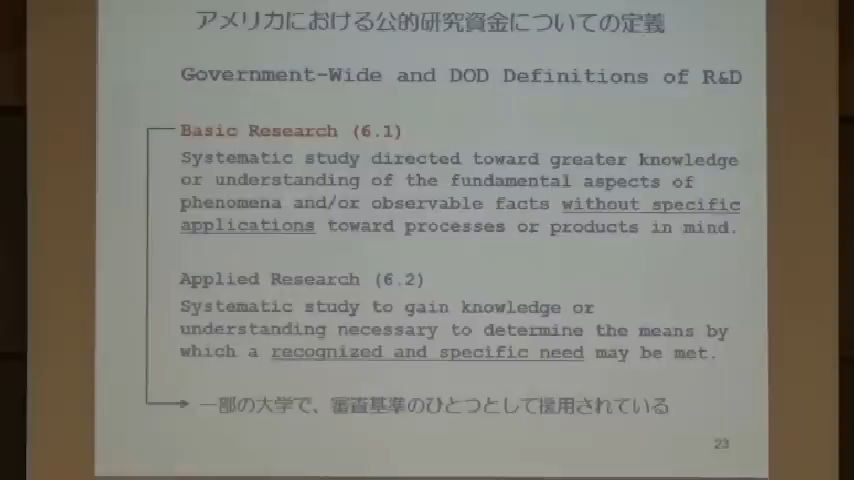 アメリカにおける公的研究資金についての定義
Government-Wide and DOD Definitions of R&D
Basic Research (6.1)
Systematic study directed toward greater knowledge
or understanding of the fundamental aspects of
phenomena and/or observable facts without specific
applications toward processes or products in mind.
Applied Research (6.2)
Systematic study to gain knowledge or
understanding necessary to determine the means by
which a recognized and specific need may be met.
一部の大学で、審査基準のひとつとして採用されている
23